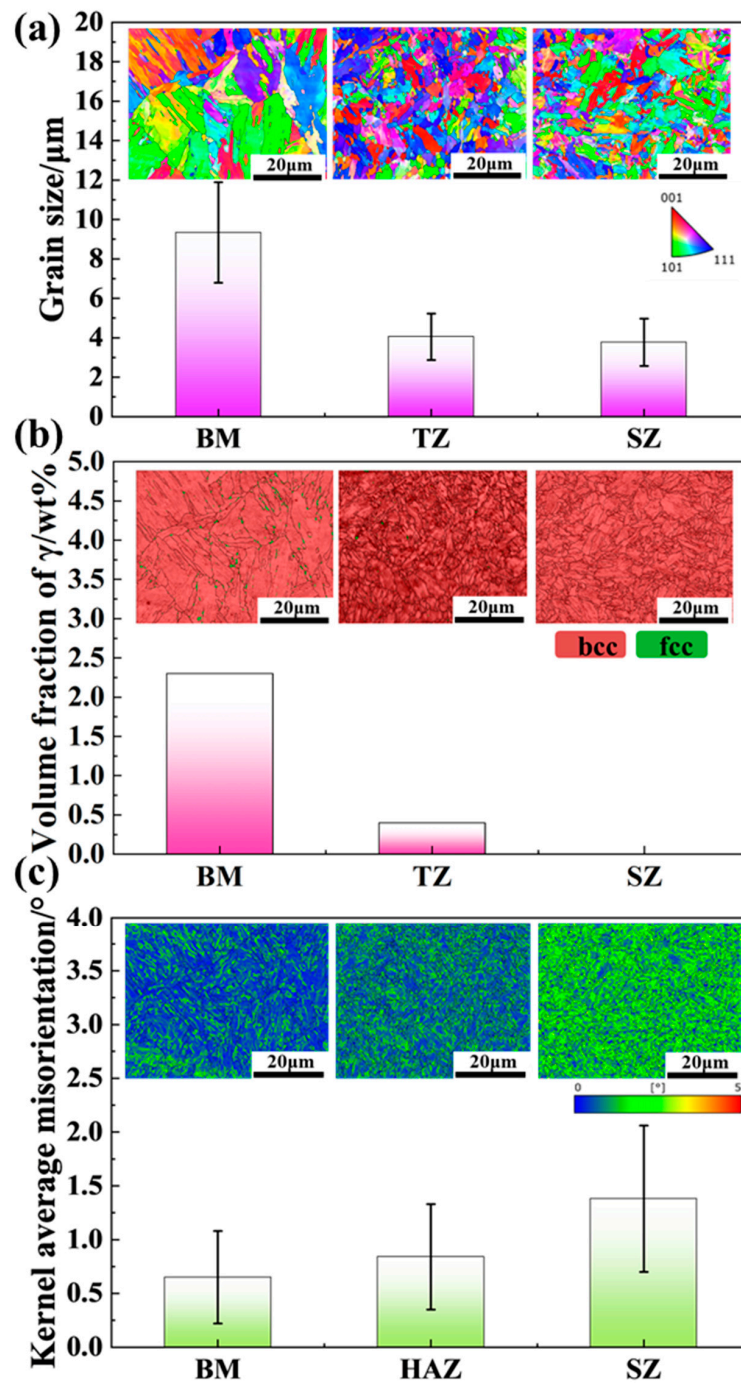 (a)
Grain size/μm
20
18
16
14
12
10
8
6
4
2
0
20μm
20μm
20μm
001
101
111
BM
TZ
SZ
(b)
Volume fraction of γ/wt%
5.0
4.5
4.0
3.5
3.0
2.5
2.0
1.5
1.0
0.5
0.0
20μm
20μm
20μm
bcc
fcc
BM
TZ
SZ
(c)
Kernel average misorientation/°
4.0
3.5
3.0
2.5
2.0
1.5
1.0
0.5
0.0
20μm
20μm
20μm
0 [°] 5
BM
HAZ
SZ